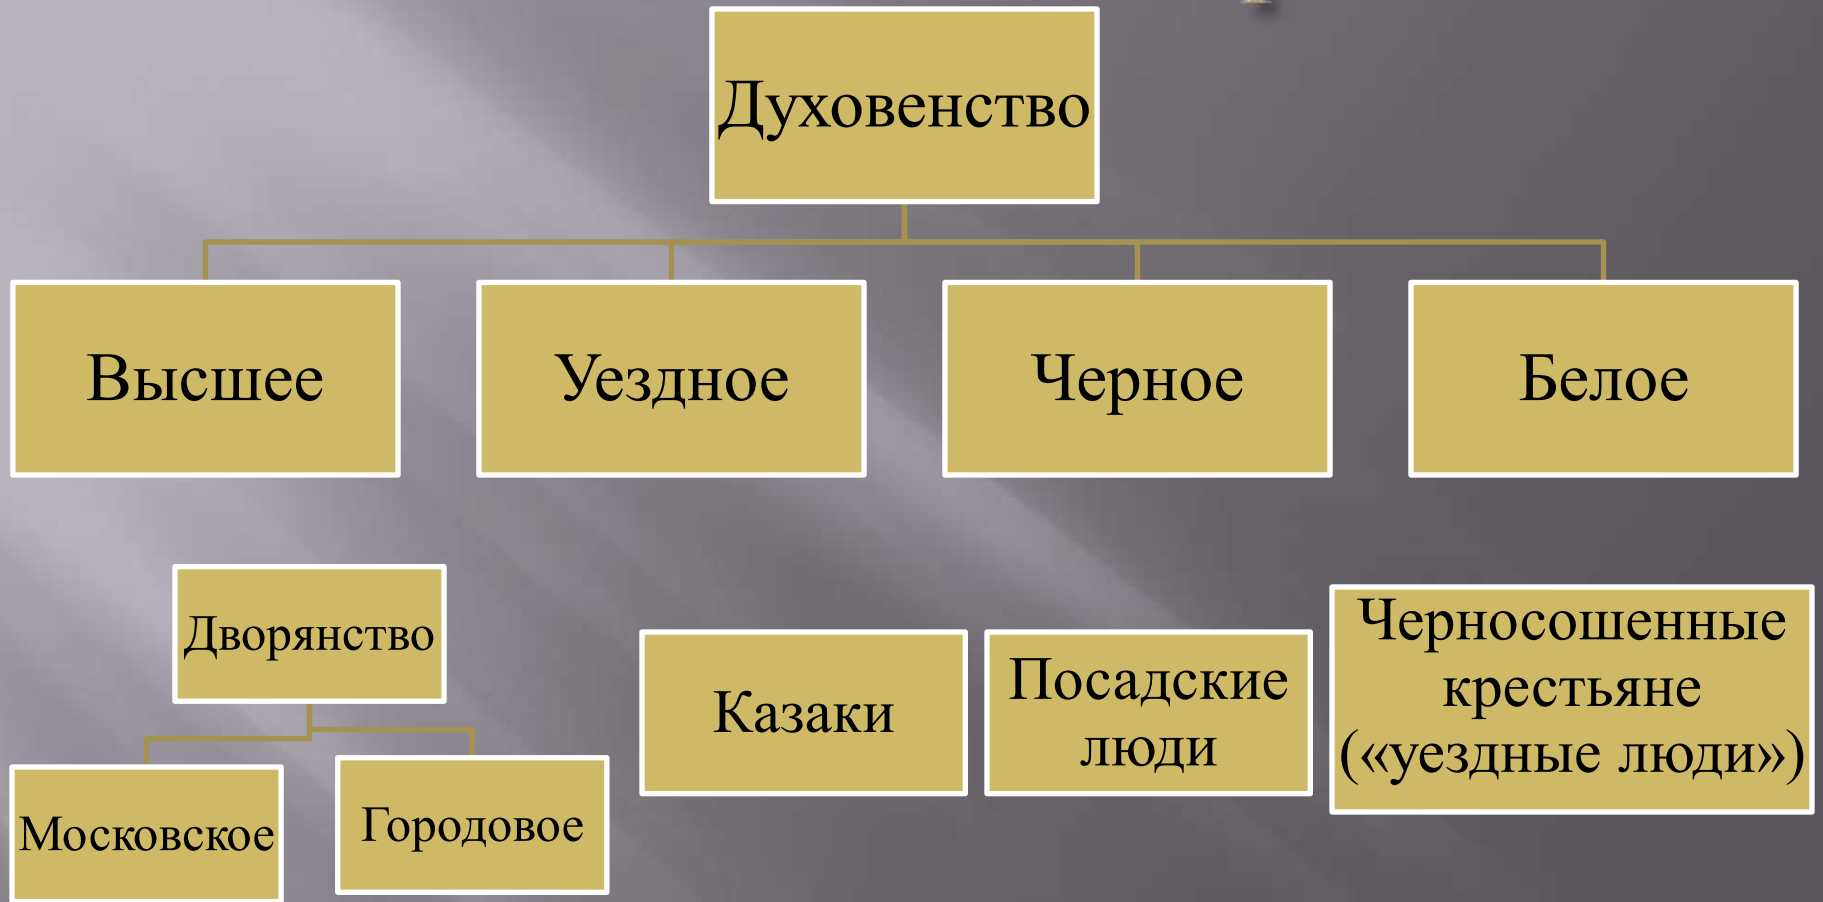 Духовенство
Высшее
Уездное
Черное
Белое
Дворянство
Московское
Городовое
Казаки
Посадские
люди
Черносошенные
крестьяне
(«уездные люди»)